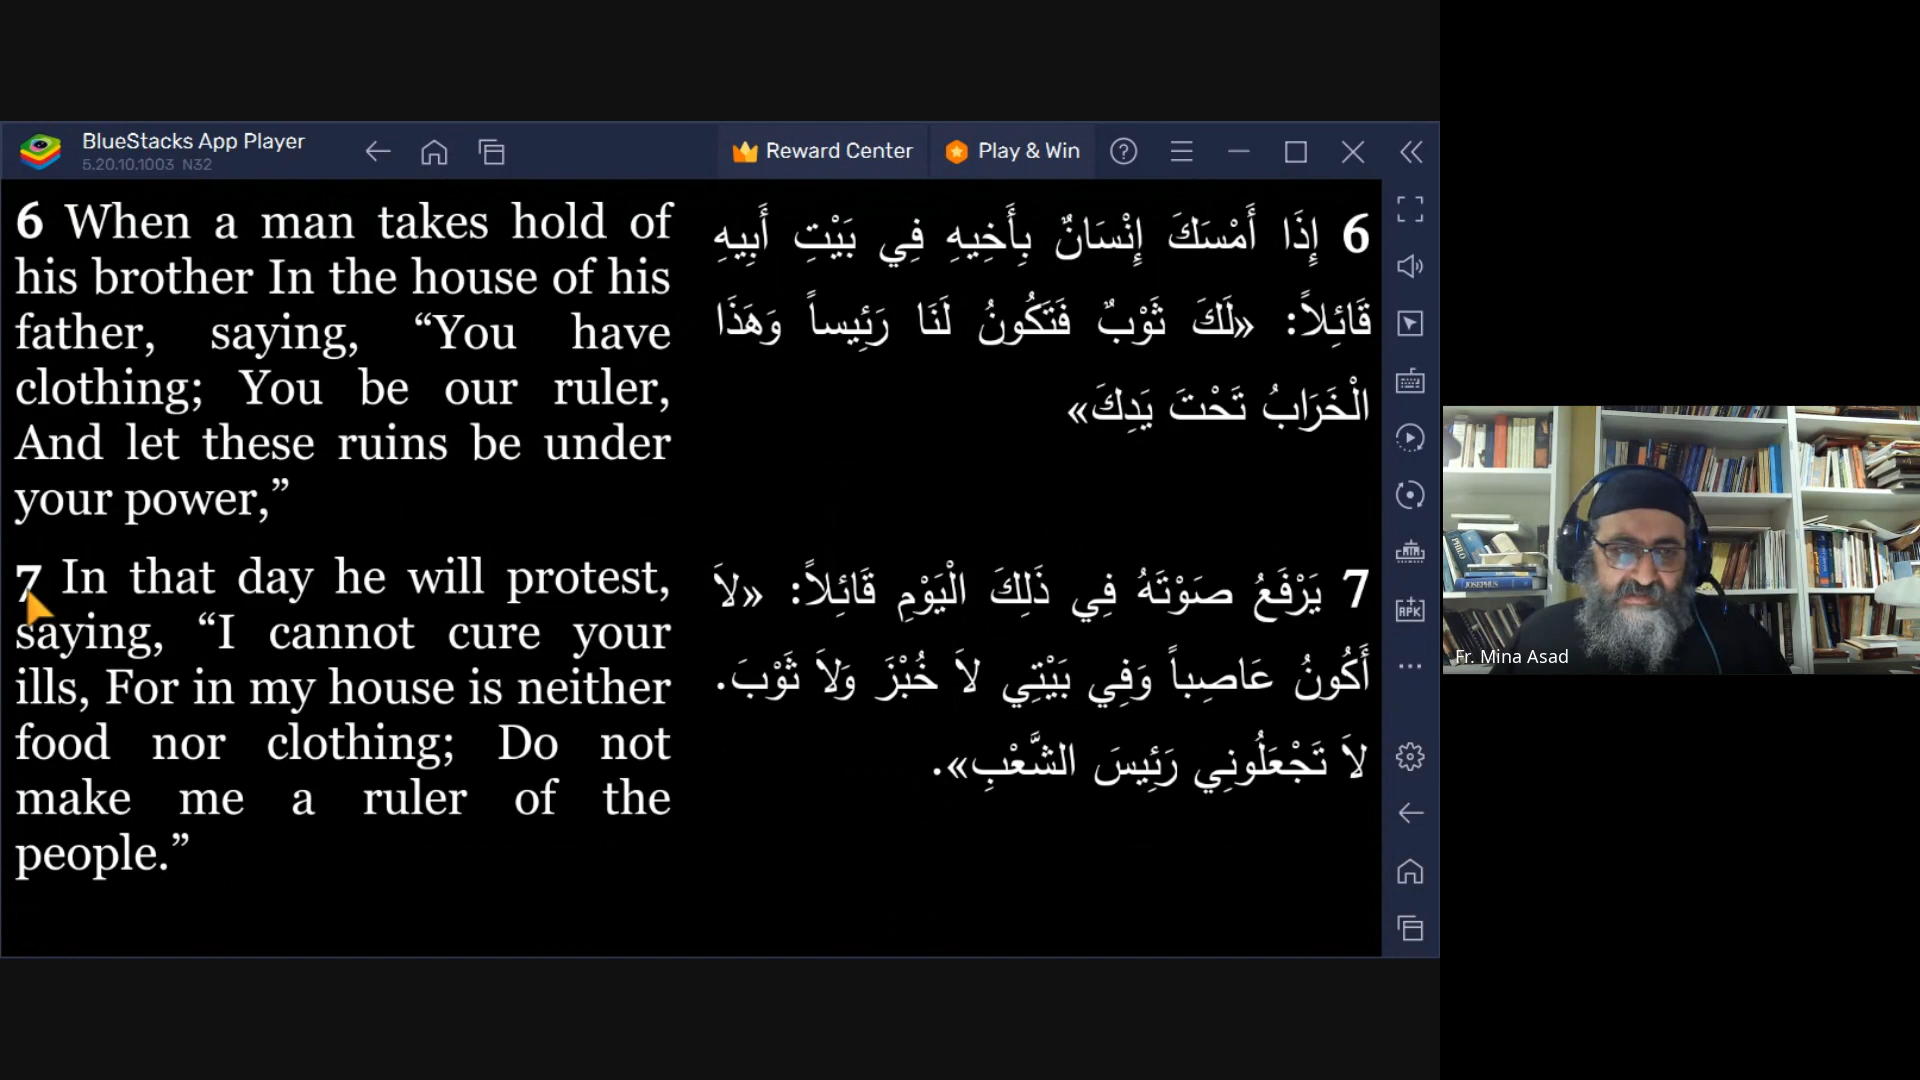 BlueStacks App Player
5.20.10.1003 N32
Reward Center
Play & Win
6 When a man takes hold of
his brother In the house of his
father, saying, “You have
clothing; You be our ruler,
And let these ruins be under
your power,”
7 In that day he will protest,
saying, “I cannot cure your
ills, For in my house is neither
food nor clothing; Do not
make me a ruler of the
people.”
6 إِذَا أَمْسَكَ إِنْسَانٌ بِأَخِيهِ فِي بَيْتِ أَبِيهِ
قَائِلاً: «لَكَ ثَوْبٌ فَتَكُونُ لَنَا رَئِيساً وَهَذَا
الْخَرَابُ تَحْتَ يَدِكَ»
7 يَرْفَعُ صَوْتَهُ فِي ذَلِكَ الْيَوْمِ قَائِلاً: «لاَ
أَكُونُ عَاصِباً وَفِي بَيْتِي لاَ خُبْزَ وَلاَ ثَوْبَ.
لاَ تَجْعَلُونِي رَئِيسَ الشَّعْبِ».
APK
PHILO
JOSEPHUS
Fr. Mina Asad